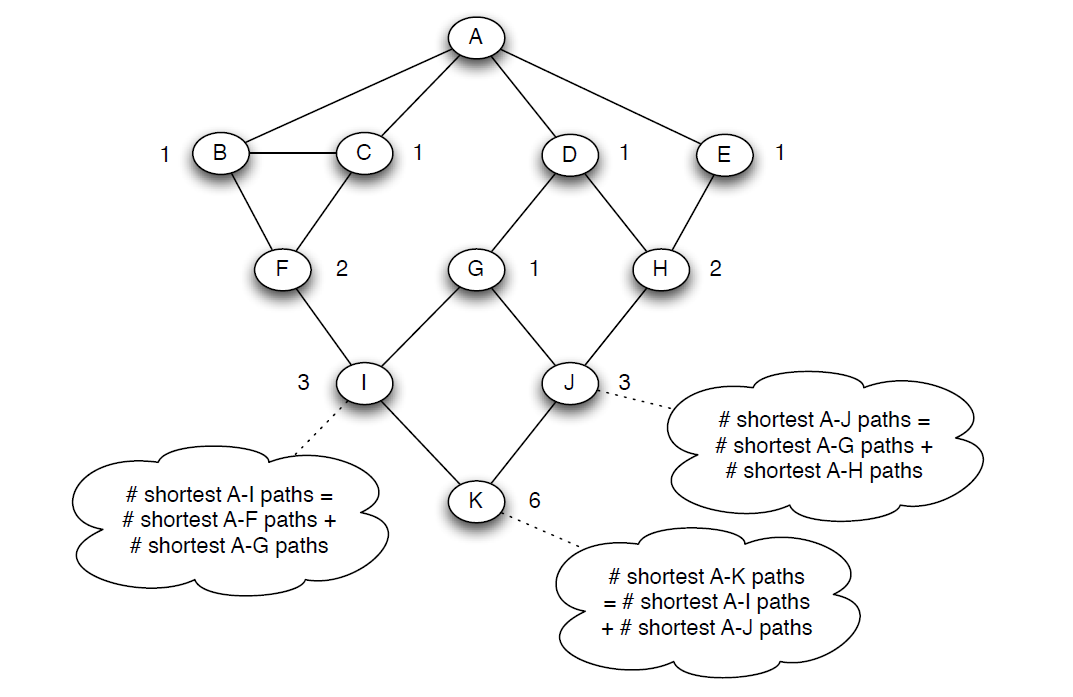 A
1 B C 1 D 1 E 1
F 2 G 1 H 2
3 I J 3
# shortest A-J paths =
# shortest A-G paths +
# shortest A-H paths
# shortest A-I paths =
# shortest A-F paths +
# shortest A-G paths
K 6
# shortest A-K paths
= # shortest A-I paths
+ # shortest A-J paths